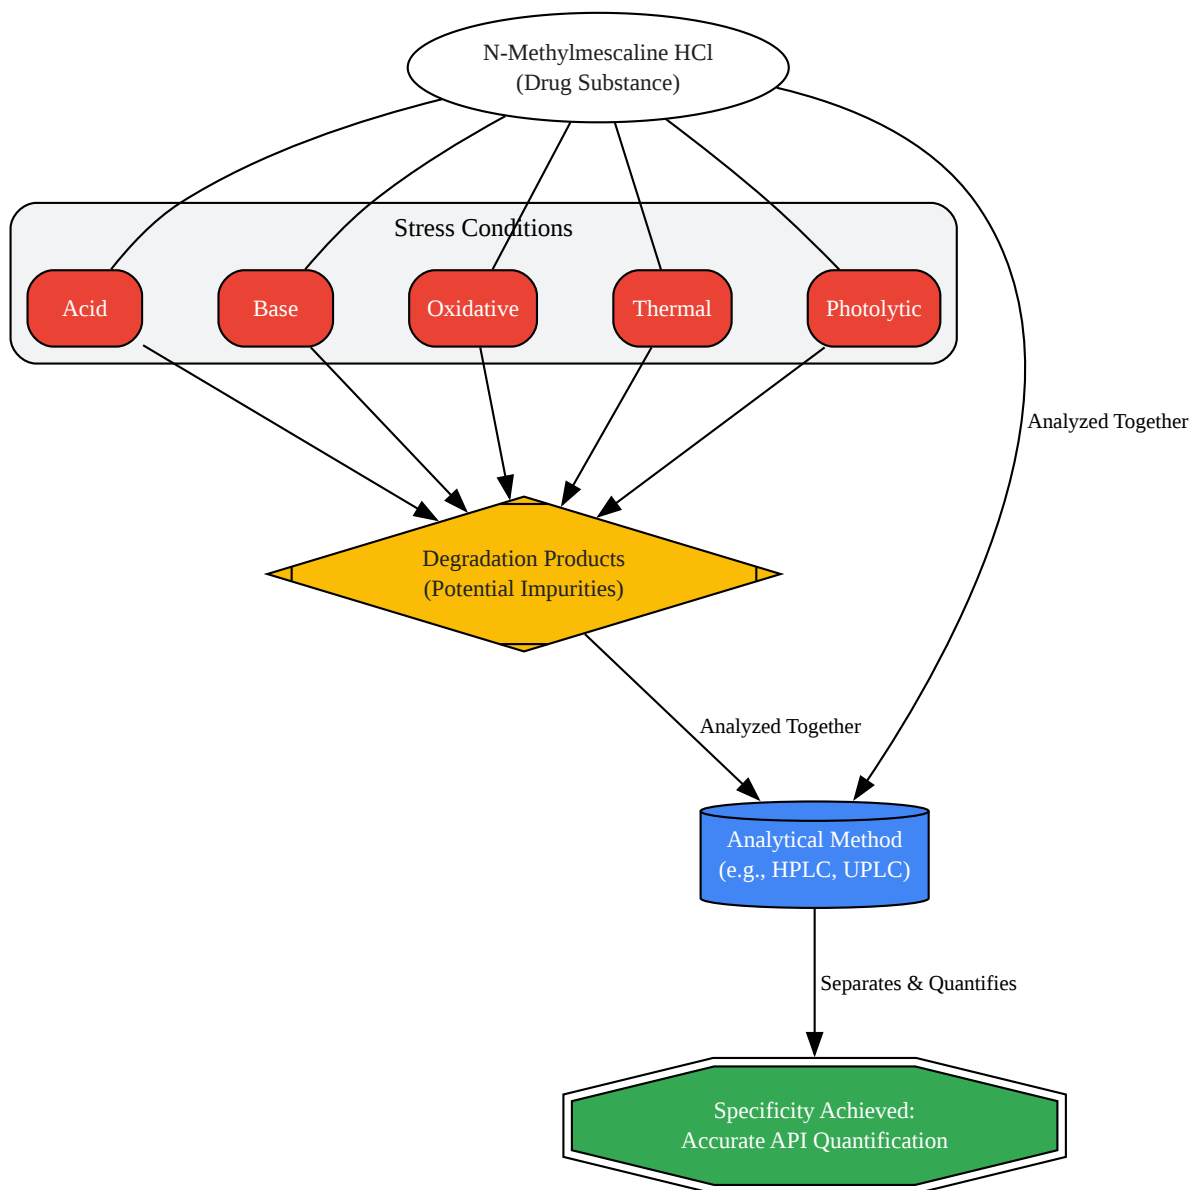 N-Methylmescaline HCl
(Drug Substance)
Stress Conditions
Acid
Base
Oxidative
Thermal
Photolytic
Analyzed Together
Degradation Products
(Potential Impurities)
Analyzed Together
Analytical Method
(e.g., HPLC, UPLC)
Separates & Quantifies
Specificity Achieved:
Accurate API Quantification